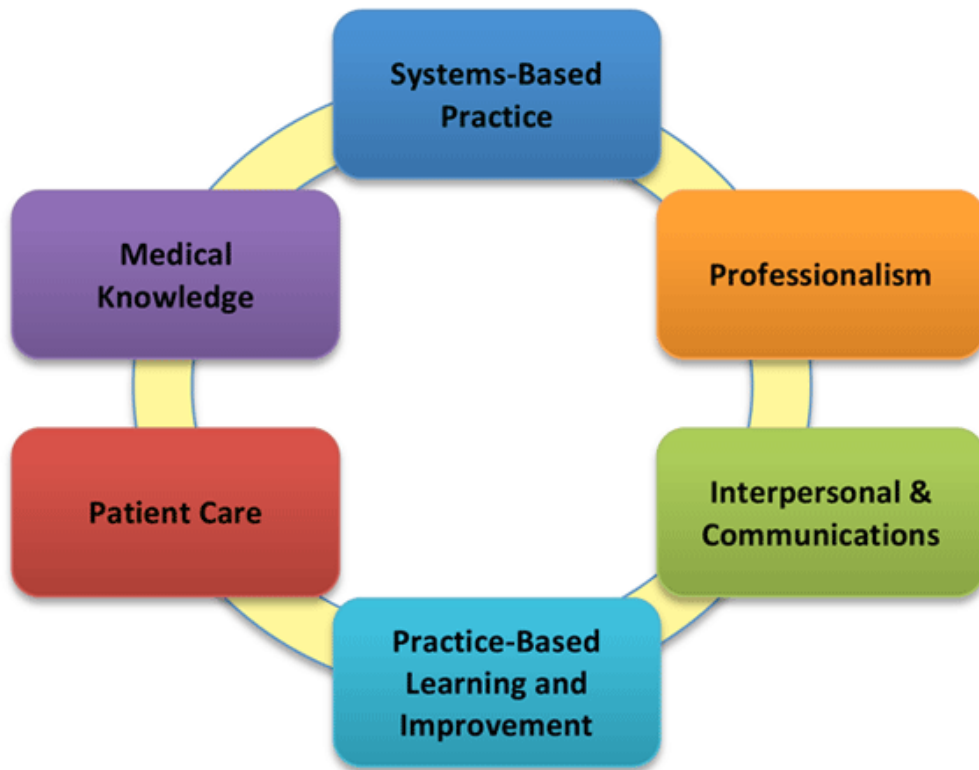 Systems-Based
Practice
Professionalism
Interpersonal &
Communications
Practice-Based
Learning and
Improvement
Patient Care
Medical
Knowledge